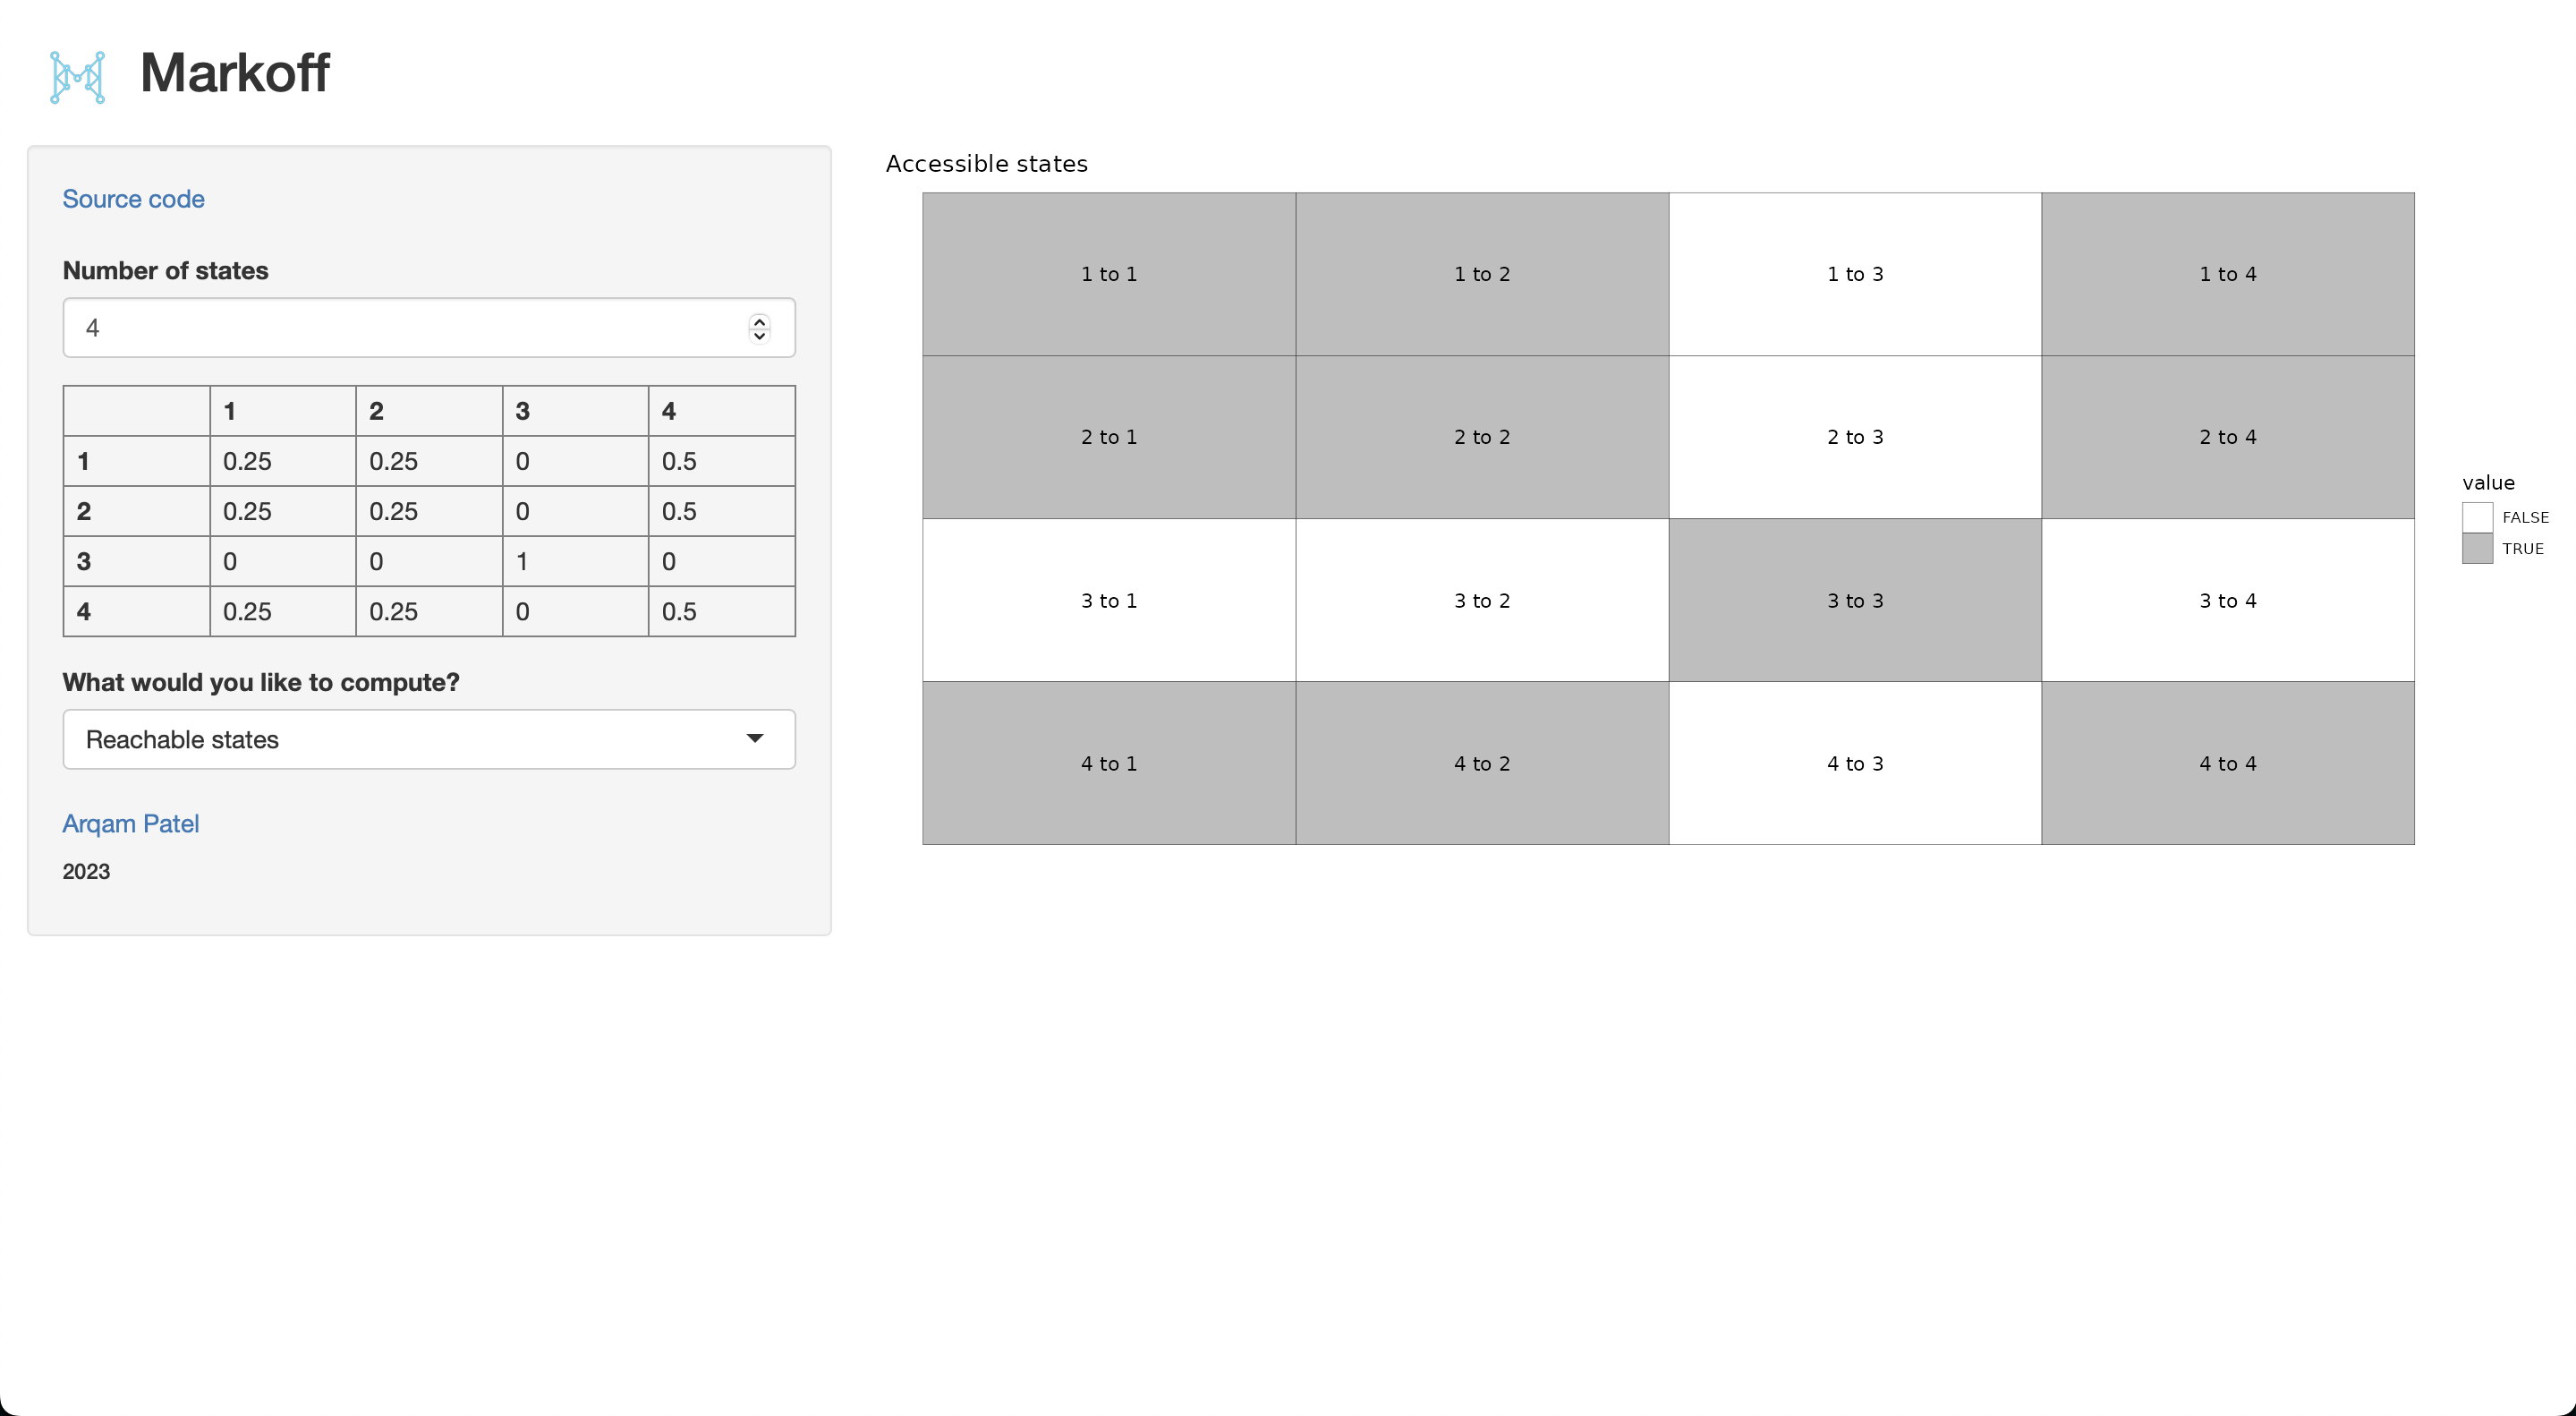 Markoff
Source code
Number of states
4
1 2 3 4
1 0.25 0.25 0 0.5
2 0.25 0.25 0 0.5
3 0 0 1 0
4 0.25 0.25 0 0.5
What would you like to compute?
Reachable states
Arqam Patel
2023
Accessible states
1 to 1 1 to 2 1 to 3 1 to 4
2 to 1 2 to 2 2 to 3 2 to 4
3 to 1 3 to 2 3 to 3 3 to 4
4 to 1 4 to 2 4 to 3 4 to 4
value
FALSE
TRUE